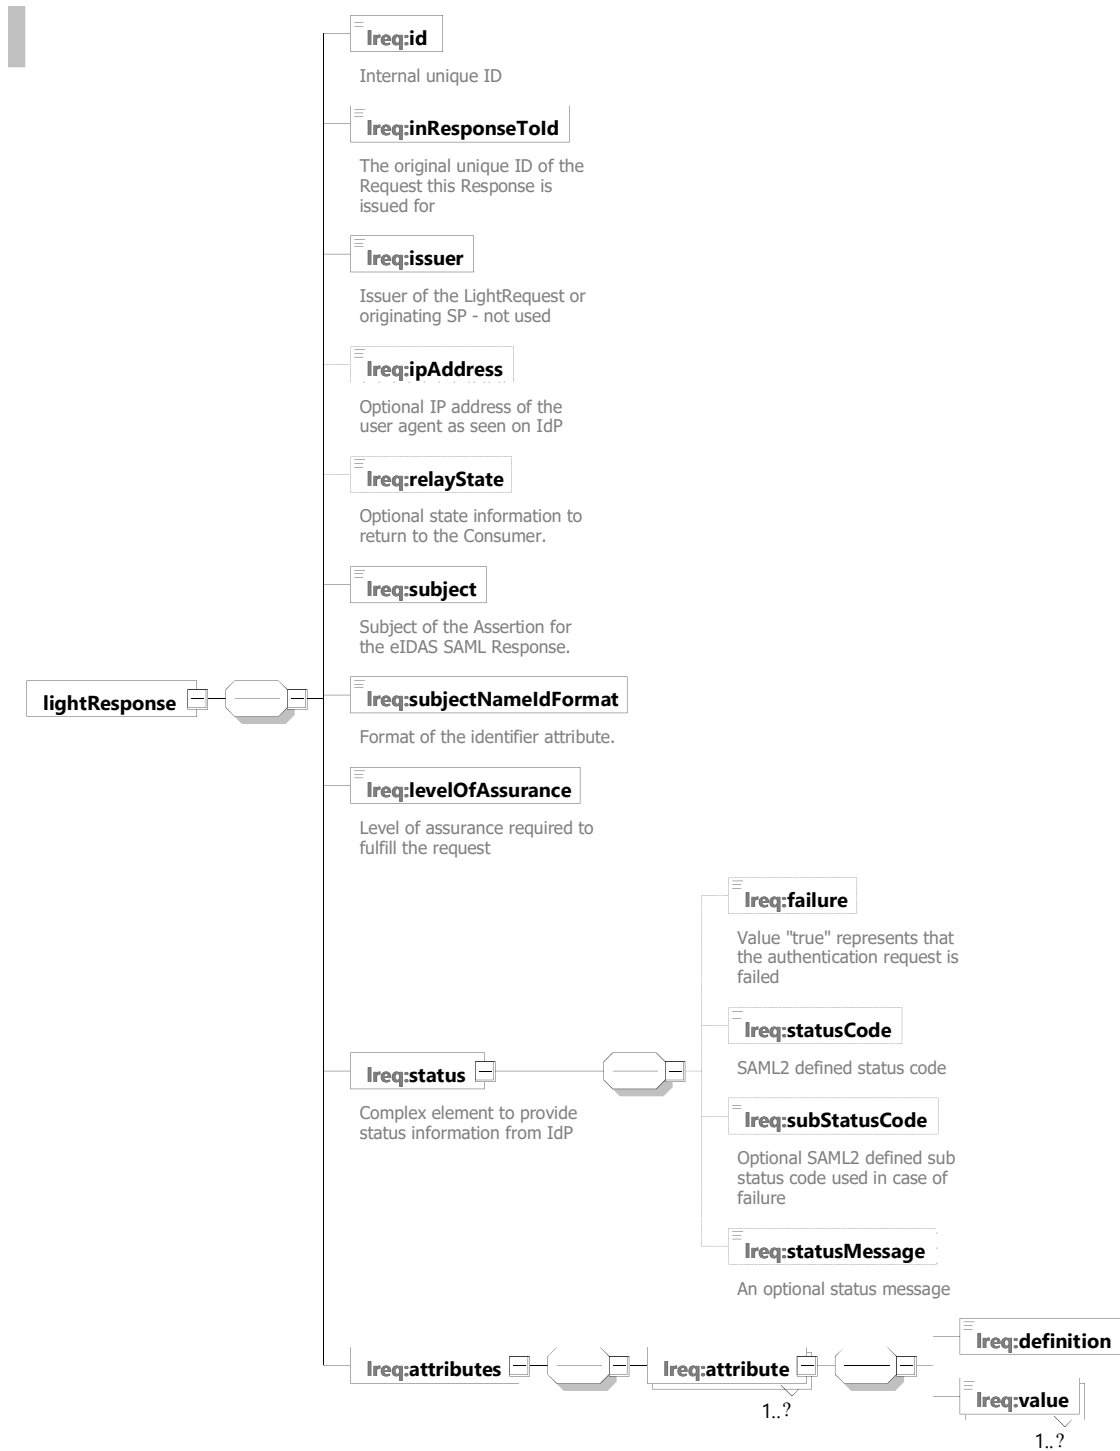 lreq:id
Internal unique ID
lreq:inResponseToId
The original unique ID of the
Request this Response is
issued for
lreq:issuer
Issuer of the LightRequest or
originating SP - not used
lreq:ipAddress
Optional IP address of the
user agent as seen on IdP
lreq:relayState
Optional state information to
return to the Consumer.
lreq:subject
Subject of the Assertion for
the eIDAS SAML Response.
lightResponse
lreq:subjectNameIdFormat
Format of the identifier attribute.
lreq:levelOfAssurance
Level of assurance required to
fulfill the request
lreq:failure
Value "true" represents that
the authentication request is
failed
lreq:statusCode
SAML2 defined status code
lreq:status
Complex element to provide
status information from IdP
lreq:subStatusCode
Optional SAML2 defined sub
status code used in case of
failure
lreq:statusMessage
An optional status message
lreq:definition
lreq:attributes
lreq:attribute
1..?
lreq:value
1..?